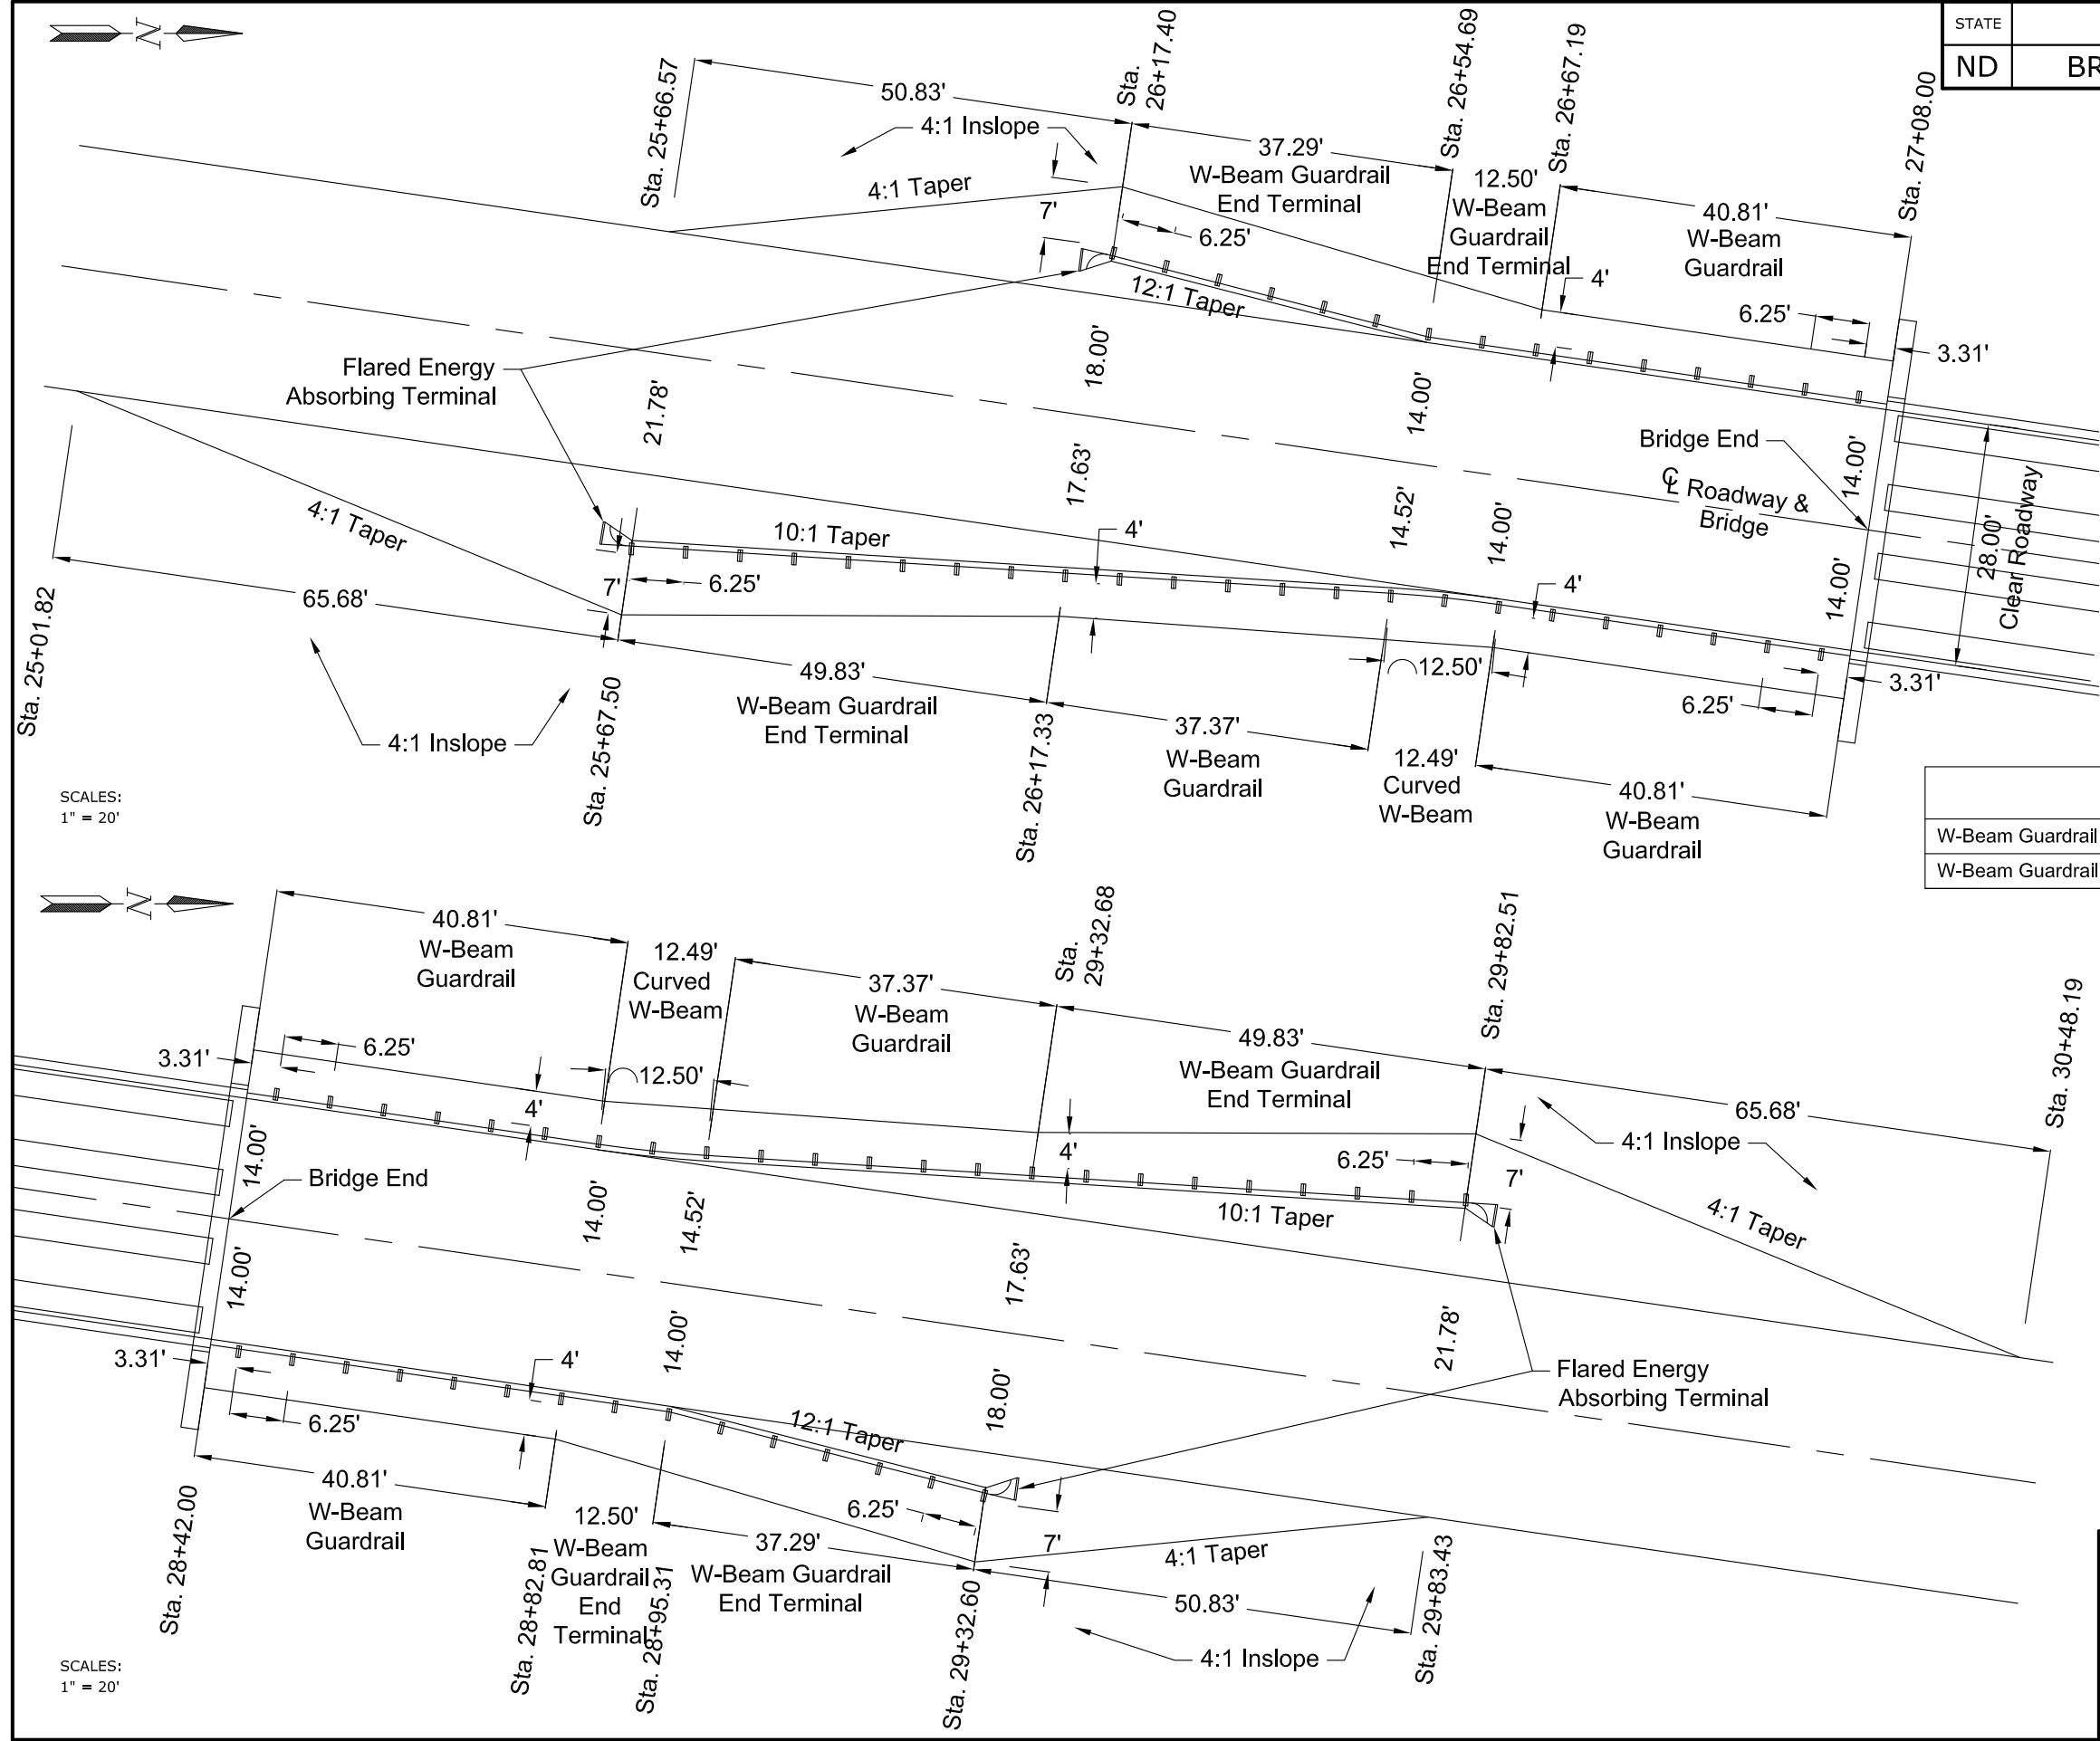 N
STATE
ND
BR
Sta. 25+66.57
50.83'
Sta.
26+17.40
4:1 Inslope
4:1 Taper
37.29'
W-Beam Guardrail
End Terminal
Sta. 26+54.69
12.50'
W-Beam
Guardrail
End Terminal
Sta. 26+67.19
40.81'
W-Beam
Guardrail
Sta. 27+08.00
7'
6.25'
4'
6.25'
3.31'
12:1 Taper
Flared Energy
Absorbing Terminal
21.78'
18.00'
17.63'
14.00'
14.52'
14.00'
Bridge End
℄ Roadway &
Bridge
14.00'
14.00'
28.00'
Clear Roadway
4:1 Taper
10:1 Taper
4'
7'
6.25'
4'
65.68'
Sta. 25+01.82
4:1 Inslope
Sta. 25+67.50
49.83'
W-Beam Guardrail
End Terminal
Sta. 26+17.33
37.37'
W-Beam
Guardrail
12.50'
12.49'
Curved
W-Beam
6.25'
3.31'
40.81'
W-Beam
Guardrail
SCALES:
1" = 20'
W-Beam Guardrail
W-Beam Guardrail
N
40.81'
W-Beam
Guardrail
12.49'
Curved
W-Beam
37.37'
W-Beam
Guardrail
Sta.
29+32.68
49.83'
W-Beam Guardrail
End Terminal
Sta. 29+82.51
65.68'
Sta. 30+48.19
3.31'
6.25'
4'
12.50'
4'
6.25'
7'
4:1 Inslope
4:1 Taper
10:1 Taper
14.00'
Bridge End
14.00'
14.00'
14.52'
14.00'
17.63'
18.00'
21.78'
Flared Energy
Absorbing Terminal
3.31'
4'
6.25'
12:1 Taper
6.25'
7'
4:1 Taper
Sta. 28+42.00
40.81'
W-Beam
Guardrail
Sta. 28+82.81
12.50'
W-Beam
Guardrail
End
Terminal
Sta. 28+95.31
37.29'
W-Beam Guardrail
End Terminal
Sta. 29+32.60
50.83'
4:1 Inslope
Sta. 29+83.43
SCALES:
1" = 20'